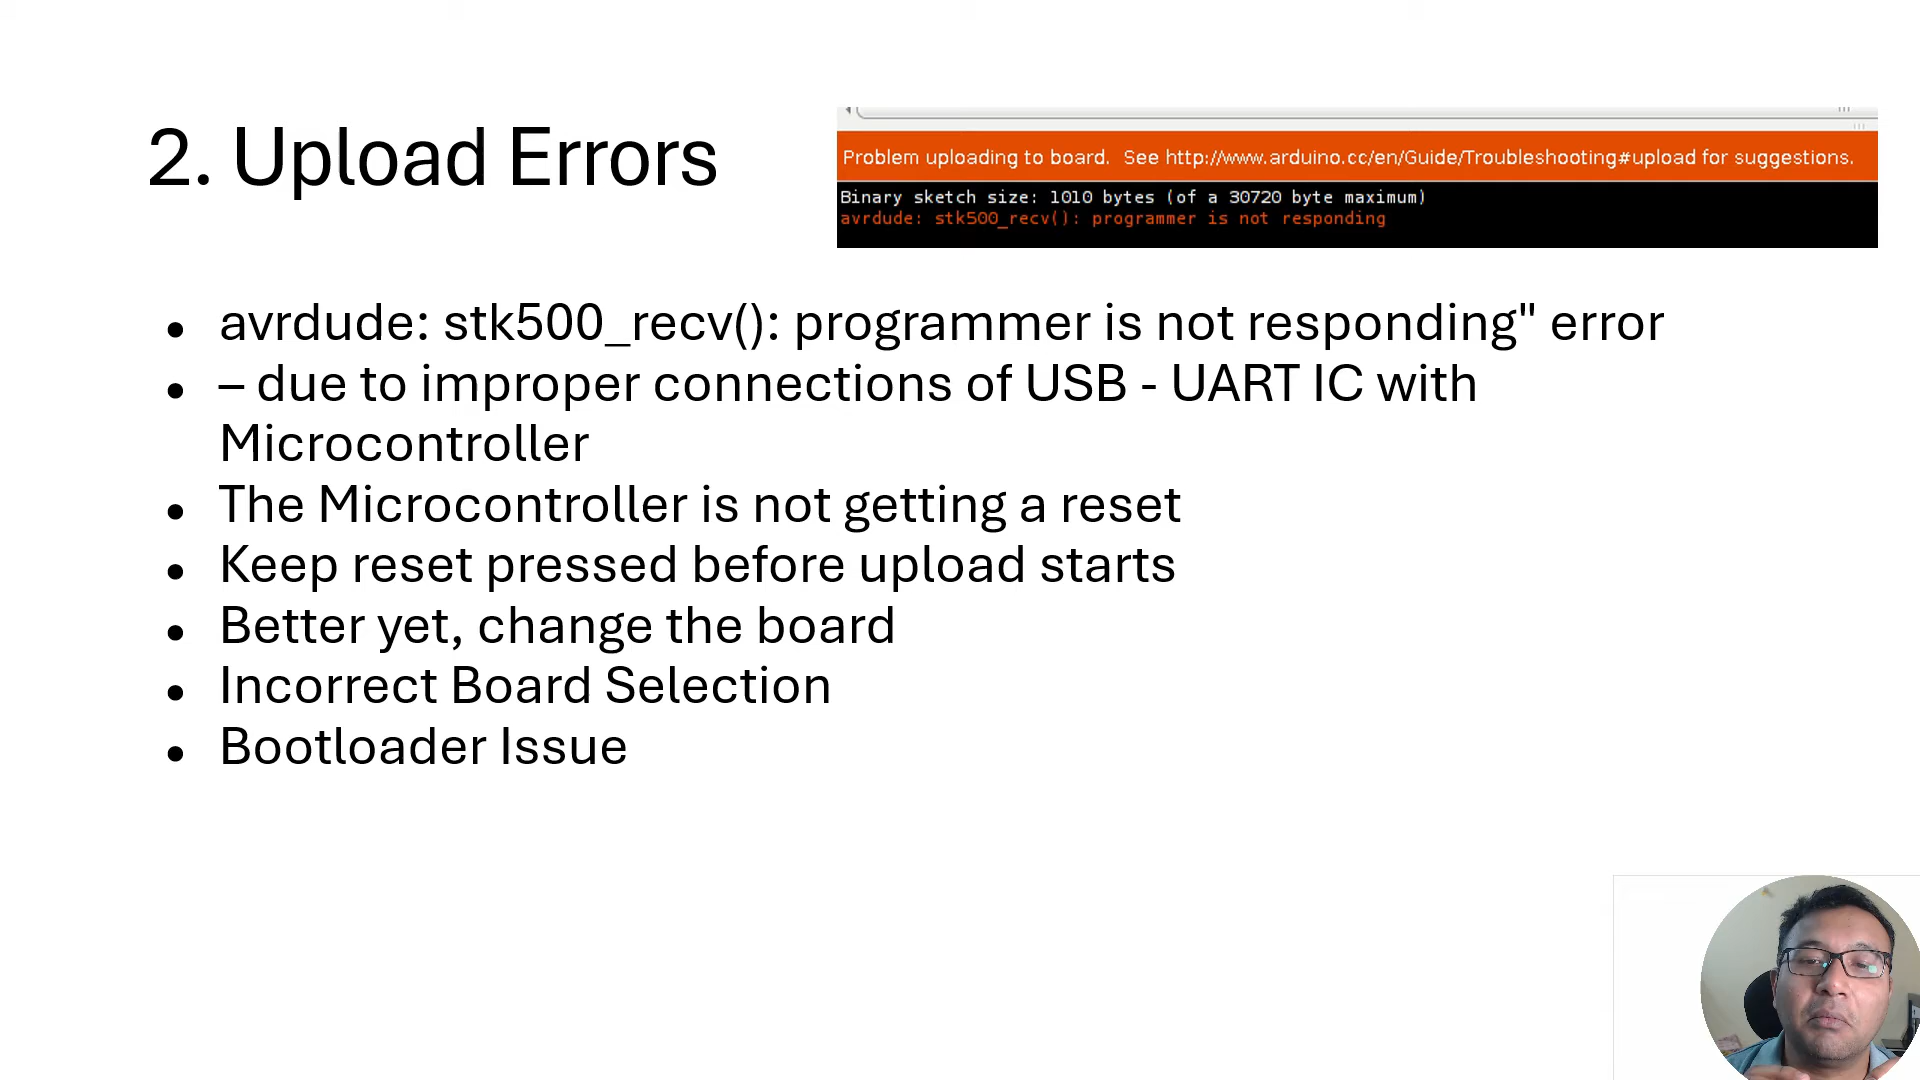 2. Upload Errors
Problem uploading to board.  See http://www.arduino.cc/en/Guide/Troubleshooting#upload for suggestions.
Binary sketch size: 1010 bytes (of a 30720 byte maximum)
avrdude: stk500_recv(): programmer is not responding
● avrdude: stk500_recv(): programmer is not responding" error
● – due to improper connections of USB - UART IC with
Microcontroller
● The Microcontroller is not getting a reset
● Keep reset pressed before upload starts
● Better yet, change the board
● Incorrect Board Selection
● Bootloader Issue